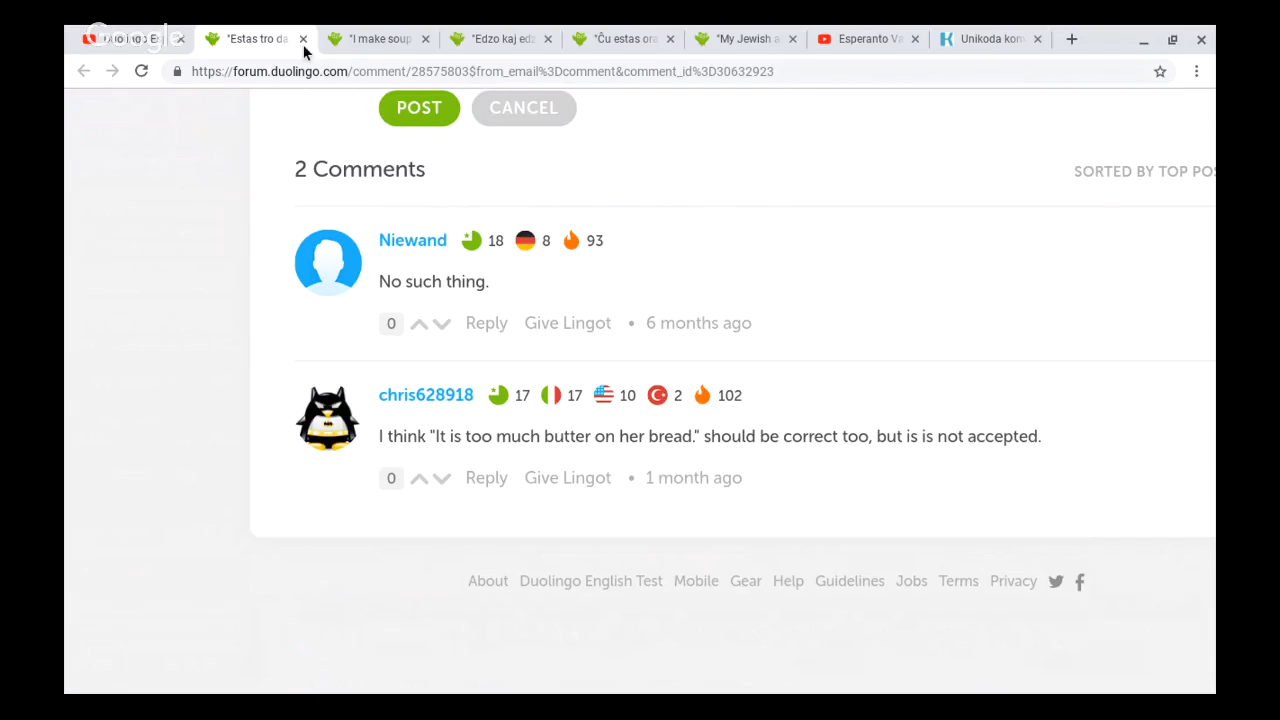 Google
"Estas tro da
"I make soup
"Edzo kaj edz
"Ĉu estas ora
"My Jewish a
Esperanto Va
Unikoda kon
https://forum.duolingo.com/comment/28575803$from_email%3Dcomment&comment_id%3D30632923
POST
CANCEL
2 Comments
SORTED BY TOP POS
Niewand 18 8 93
No such thing.
0 Reply Give Lingot • 6 months ago
chris628918 17 17 10 2 102
I think "It is too much butter on her bread." should be correct too, but is is not accepted.
0 Reply Give Lingot • 1 month ago
About Duolingo English Test Mobile Gear Help Guidelines Jobs Terms Privacy